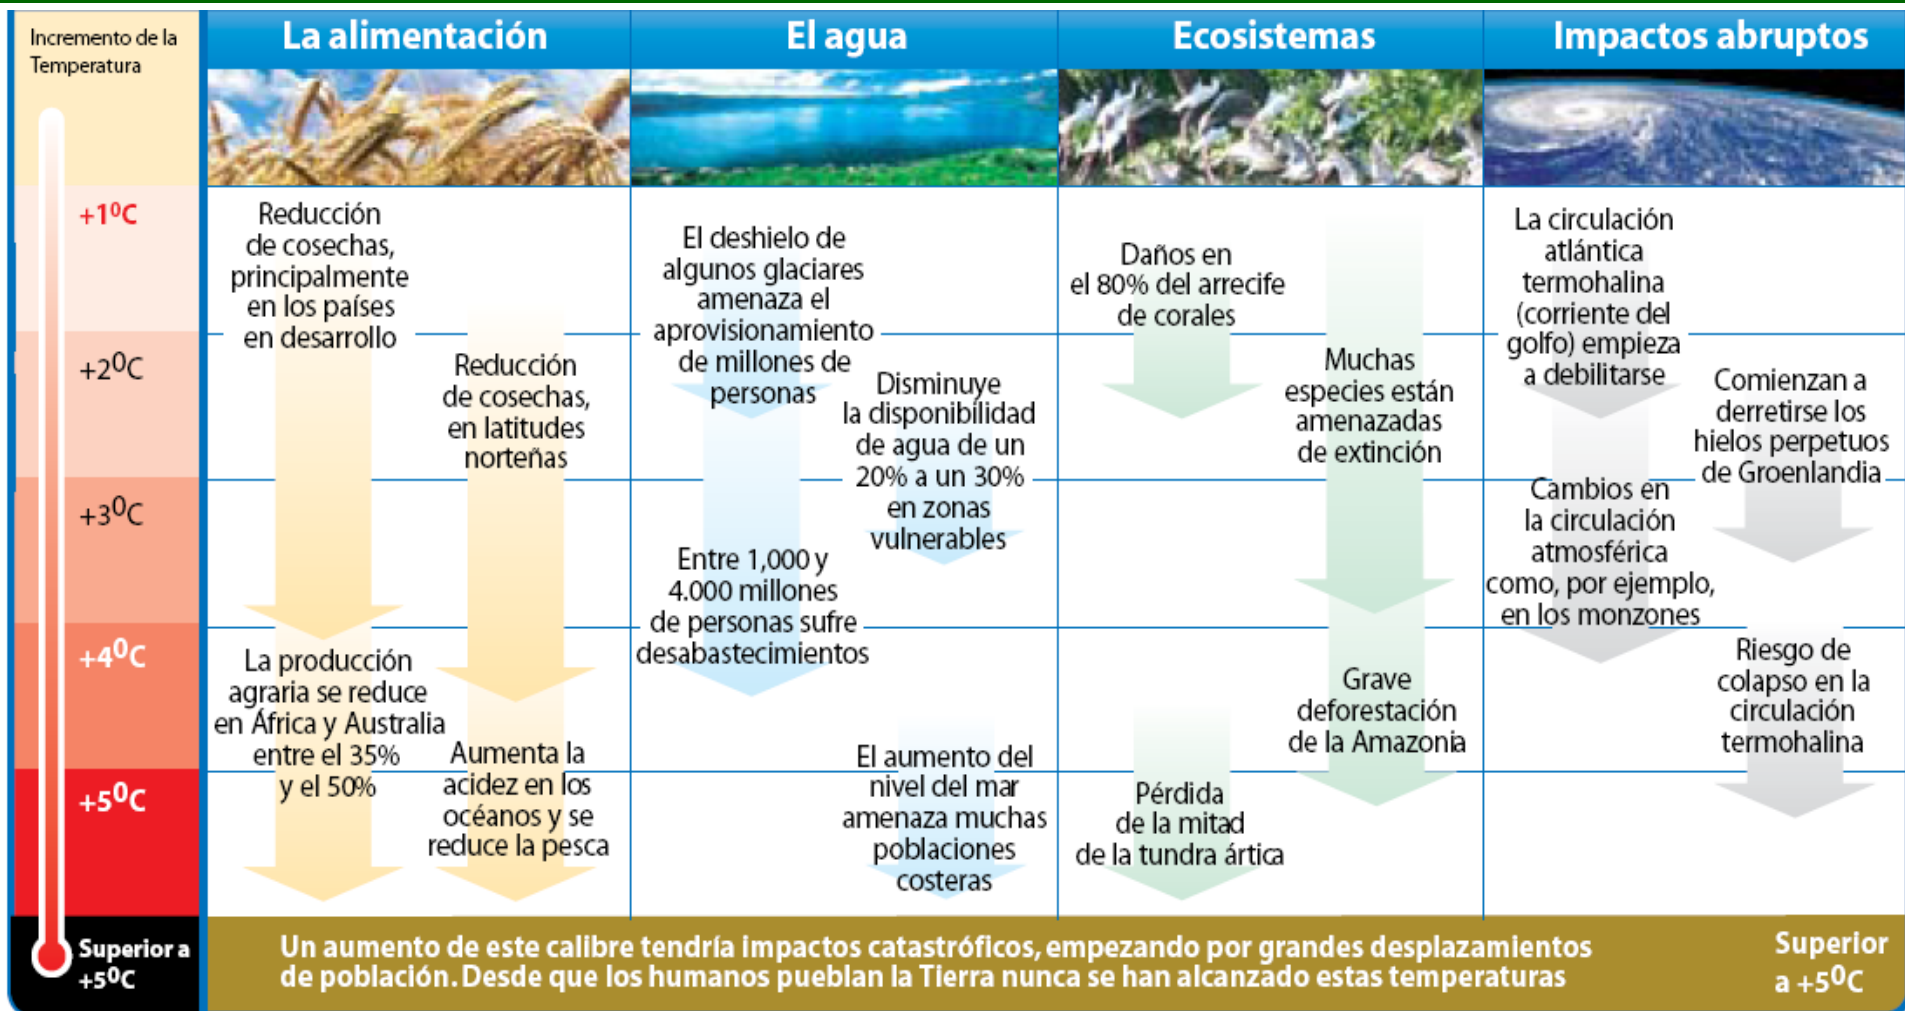 Incremento de la
Temperatura
La alimentación
El agua
Ecosistemas
Impactos abruptos
+1⁰C
+2⁰C
+3⁰C
+4⁰C
+5⁰C
Superior a
+5⁰C
Reducción
de cosechas,
principalmente
en los países
en desarrollo
Reducción
de cosechas,
en latitudes
norteñas
La producción
agraria se reduce
en África y Australia
entre el 35%
y el 50%
Aumenta la
acidez en los
océanos y se
reduce la pesca
El deshielo de
algunos glaciares
amenaza el
aprovisionamiento
de millones de
personas
Disminuye
la disponibilidad
de agua de un
20% a un 30%
en zonas
vulnerables
Entre 1,000 y
4.000 millones
de personas sufre
desabastecimientos
El aumento del
nivel del mar
amenaza muchas
poblaciones
costeras
Daños en
el 80% del arrecife
de corales
Muchas
especies están
amenazadas
de extinción
Grave
deforestación
de la Amazonia
Pérdida
de la mitad
de la tundra ártica
La circulación
atlántica
termohalina
(corriente del
golfo) empieza
a debilitarse
Comienzan a
derretirse los
hielos perpetuos
de Groenlandia
Cambios en
la circulación
atmosférica
como, por ejemplo,
en los monzones
Riesgo de
colapso en la
circulación
termohalina
Un aumento de este calibre tendría impactos catastróficos, empezando por grandes desplazamientos
de población. Desde que los humanos pueblan la Tierra nunca se han alcanzado estas temperaturas
Superior
a +5⁰C